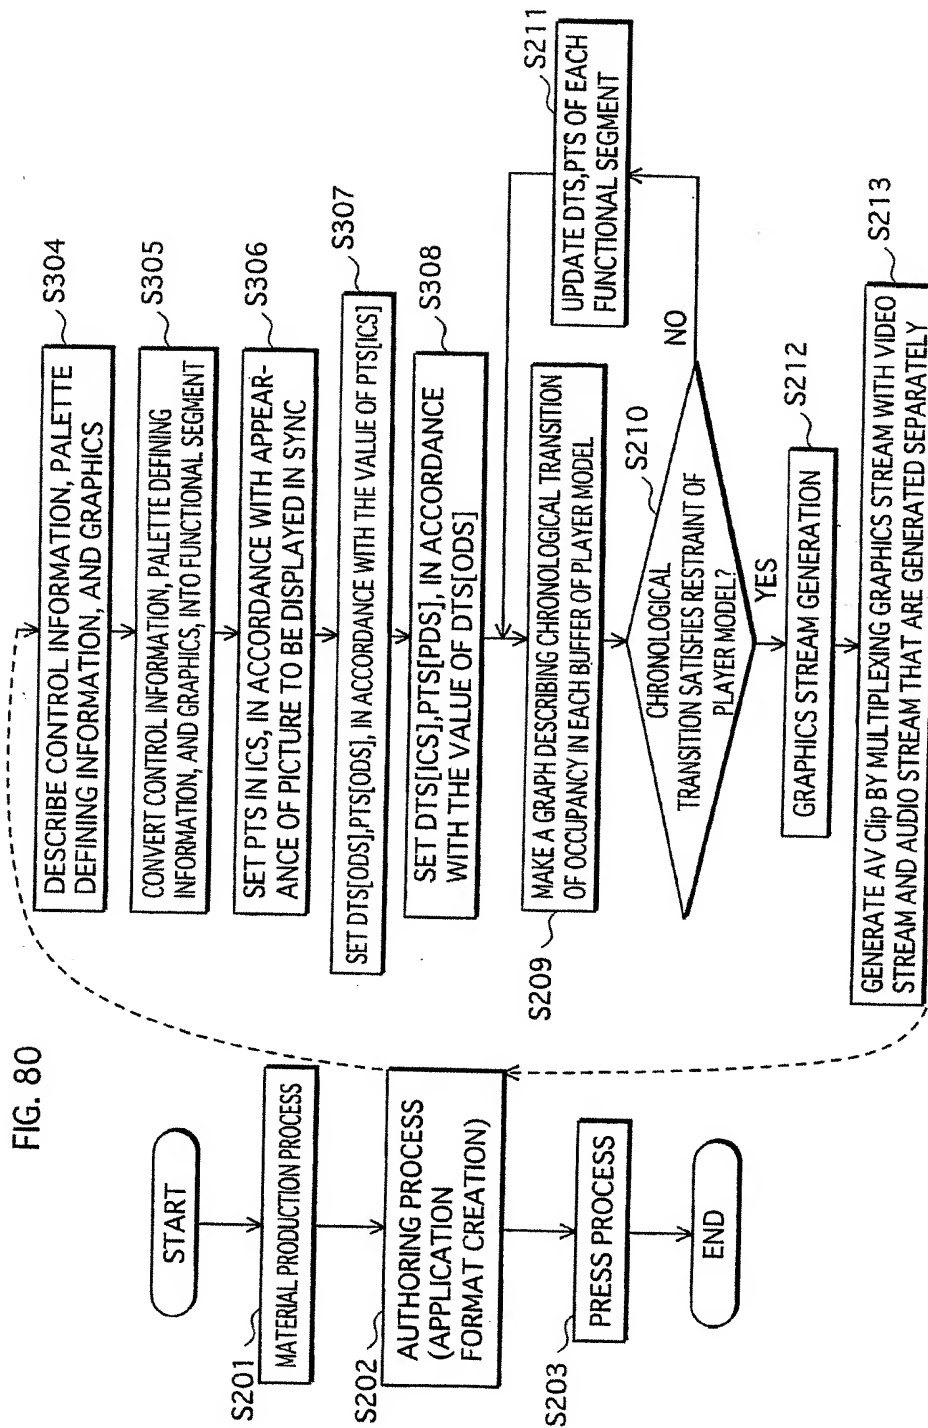 FIG. 80
START
S201
MATERIAL PRODUCTION PROCESS
S202
AUTHORING PROCESS
(APPLICATION
FORMAT CREATION)
S203
PRESS PROCESS
END
S304
DESCRIBE CONTROL INFORMATION, PALETTE
DEFINING INFORMATION, AND GRAPHICS
S305
CONVERT CONTROL INFORMATION, PALETTE DEFINING
INFORMATION, AND GRAPHICS, INTO FUNCTIONAL SEGMENT
S306
SET PTS IN ICS, IN ACCORDANCE WITH APPEAR-
ANCE OF PICTURE TO BE DISPLAYED IN SYNC
S307
SET DTS[ODS],PTS[ODS], IN ACCORDANCE WITH THE VALUE OF PTS[ICS]
S308
SET DTS[ICS],PTS[PDS], IN ACCORDANCE
WITH THE VALUE OF DTS[ODS]
S209
MAKE A GRAPH DESCRIBING CHRONOLOGICAL TRANSITION
OF OCCUPANCY IN EACH BUFFER OF PLAYER MODEL
S210
CHRONOLOGICAL
TRANSITION SATISFIES RESTRAINT OF
PLAYER MODEL?
NO
S211
UPDATE DTS,PTS OF EACH
FUNCTIONAL SEGMENT
YES
S212
GRAPHICS STREAM GENERATION
S213
GENERATE AV Clip BY MULTIPLEXING GRAPHICS STREAM WITH VIDEO
STREAM AND AUDIO STREAM THAT ARE GENERATED SEPARATELY